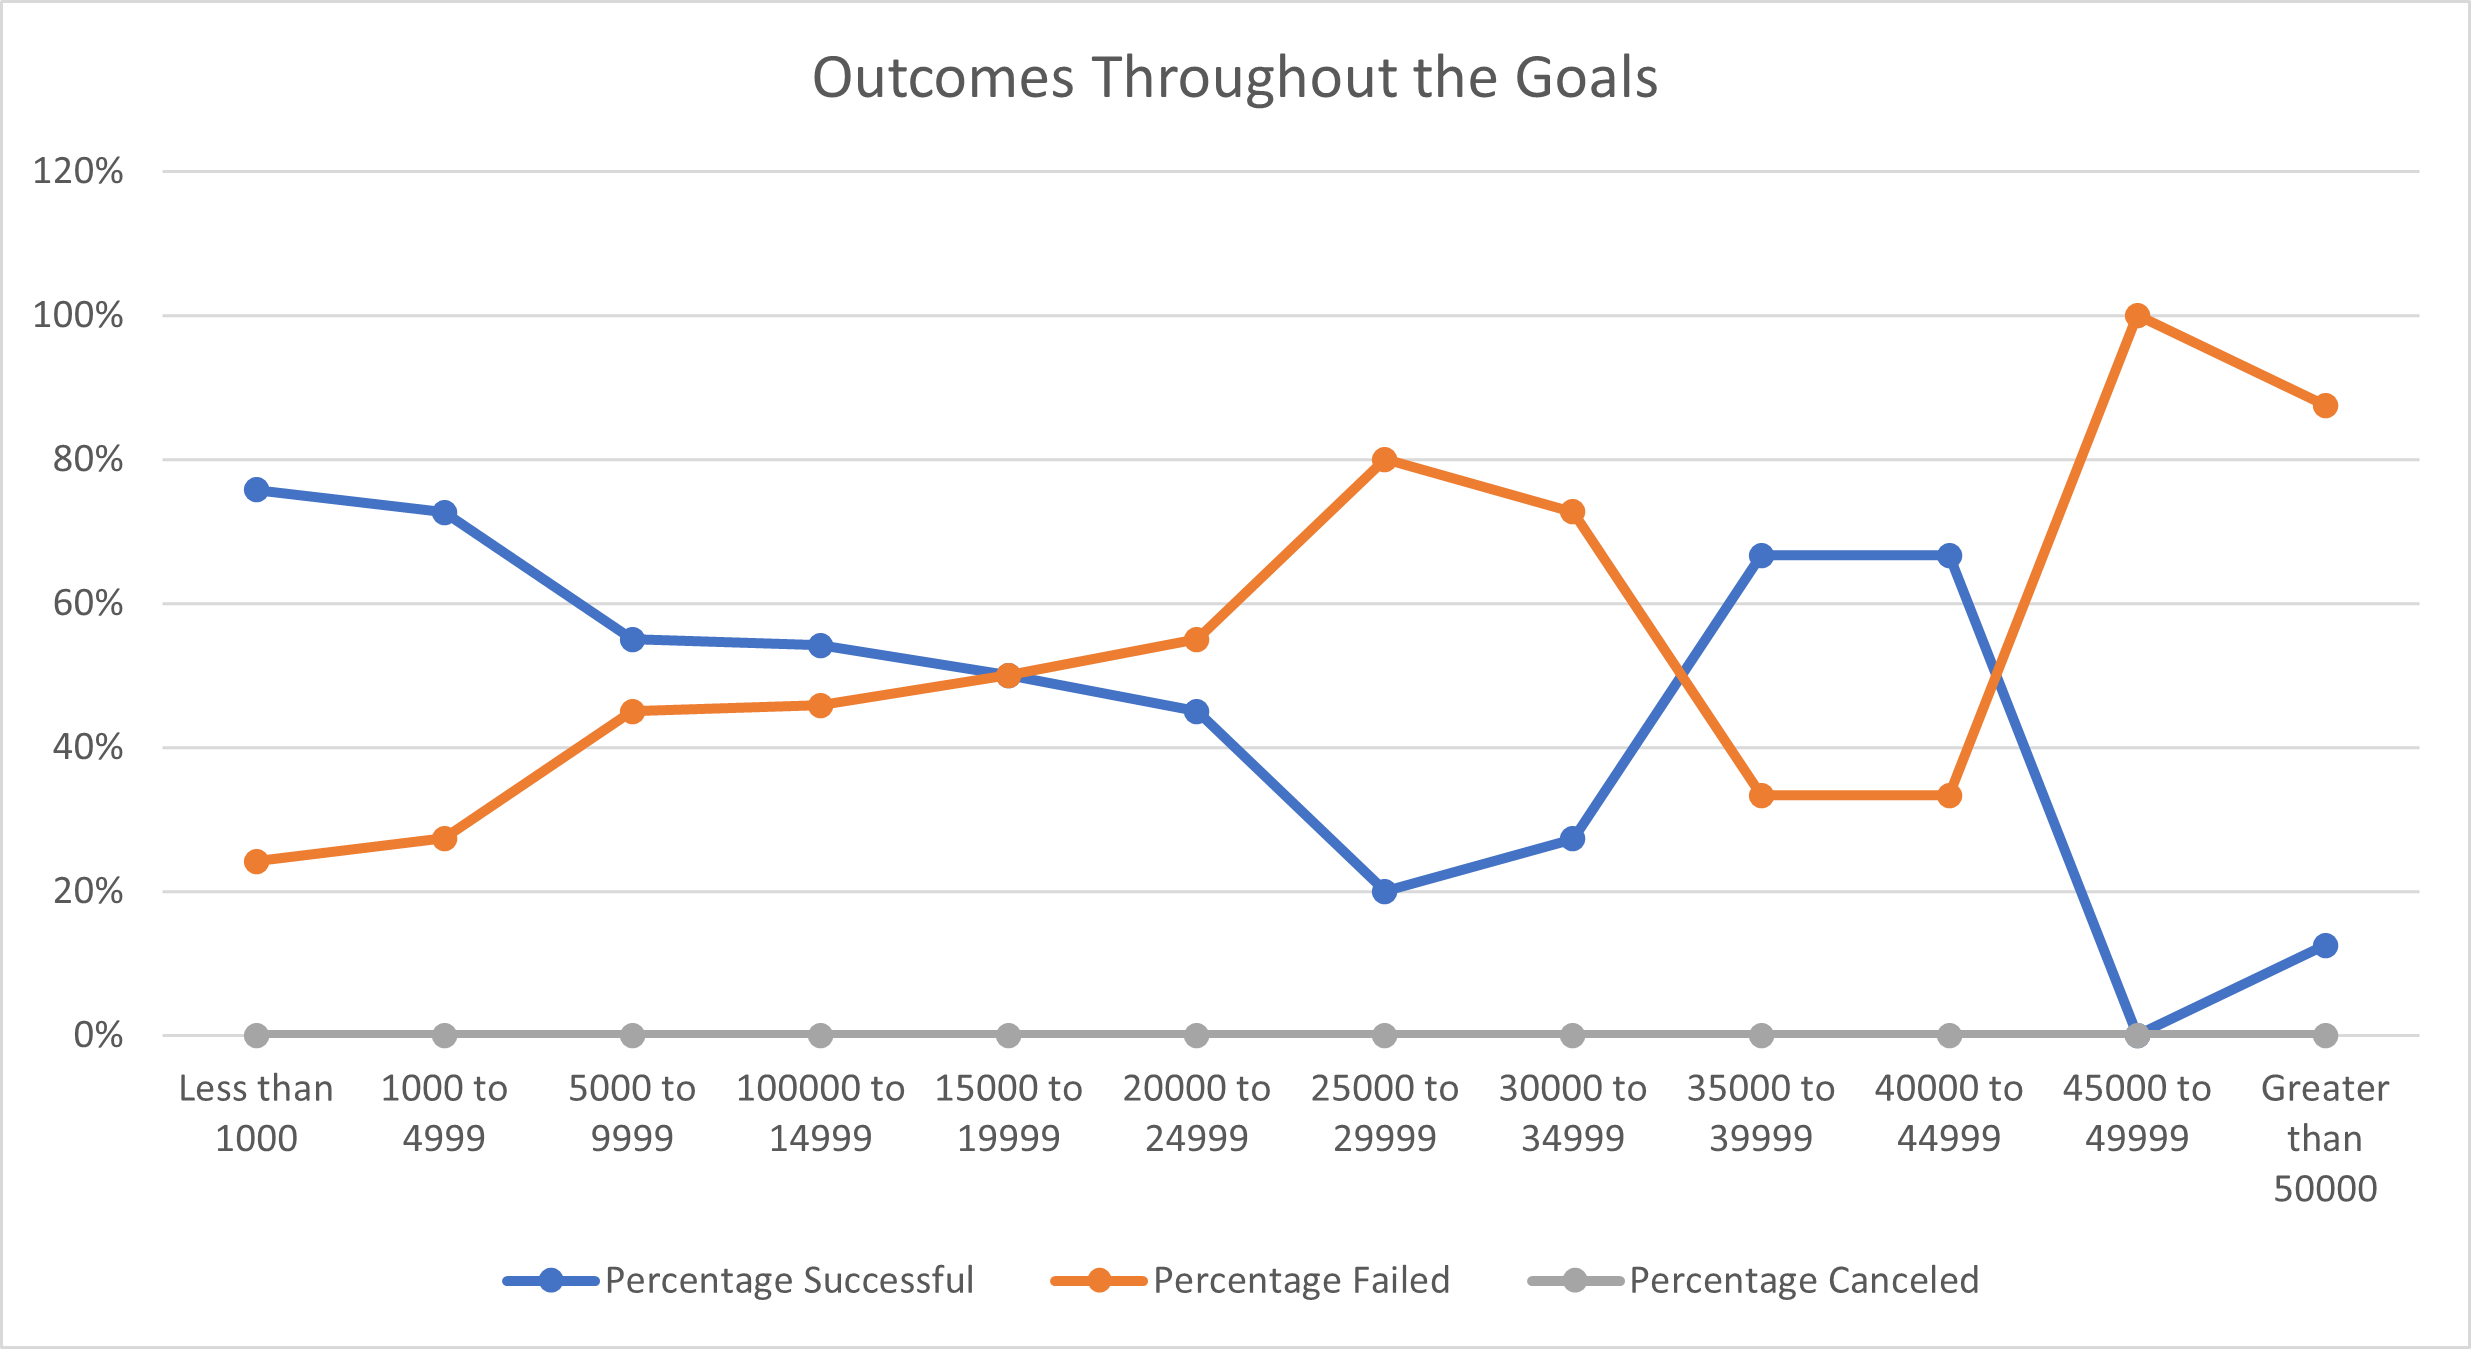 Outcomes Throughout the Goals
120%
100%
80%
60%
40%
20%
0%
Less than
1000
1000 to
4999
5000 to
9999
100000 to
14999
15000 to
19999
20000 to
24999
25000 to
29999
30000 to
34999
35000 to
39999
40000 to
44999
45000 to
49999
Greater
than
50000
Percentage Successful
Percentage Failed
Percentage Canceled